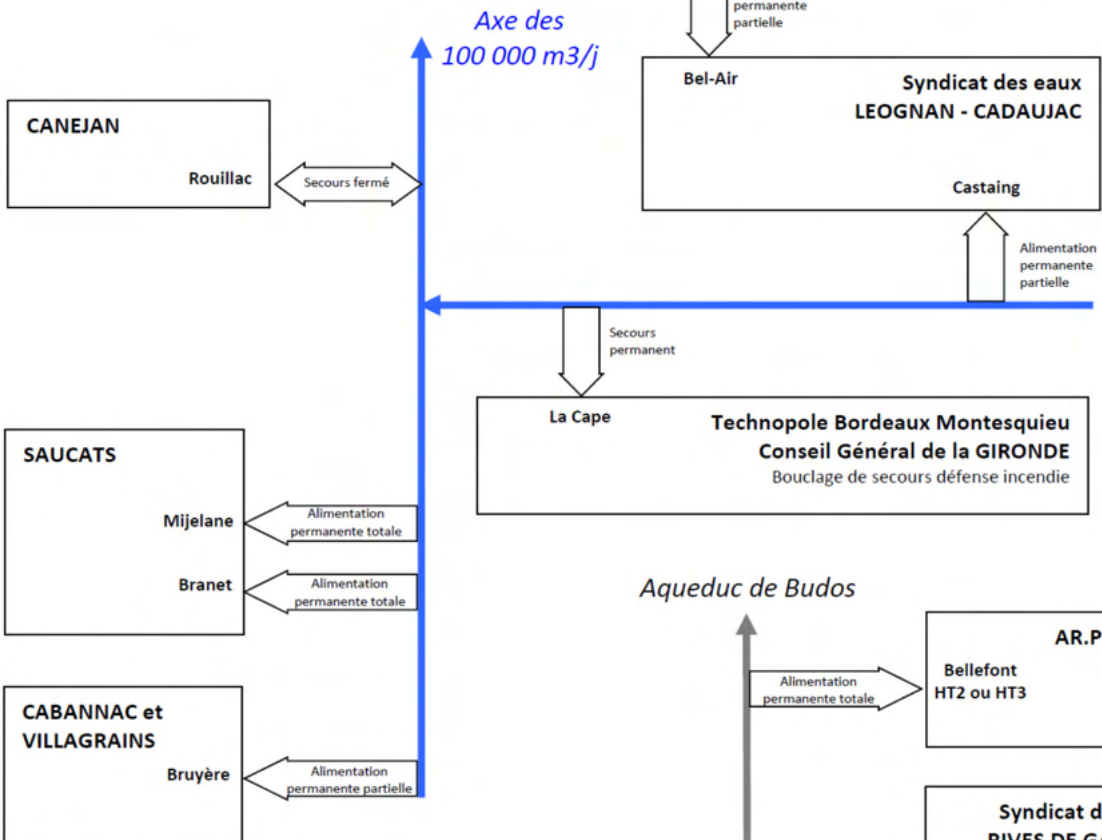 permanente
partielle
Axe des
100 000 m3/j
Bel-Air
Syndicat des eaux
LEOGNAN - CADAUJAC
Castaing
CANEJAN
Rouillac
Secours fermé
Alimentation
permanente
partielle
Secours
permanent
La Cape
Technopole Bordeaux Montesquieu
Conseil Général de la GIRONDE
Bouclage de secours défense incendie
SAUCATS
Mijelane
Alimentation
permanente totale
Branet
Alimentation
permanente totale
Aqueduc de Budos
AR.P
Bellefont
HT2 ou HT3
Alimentation
permanente totale
CABANNAC et
VILLAGRAINS
Bruyère
Alimentation
permanente partielle
Syndicat d
RIVES DE G